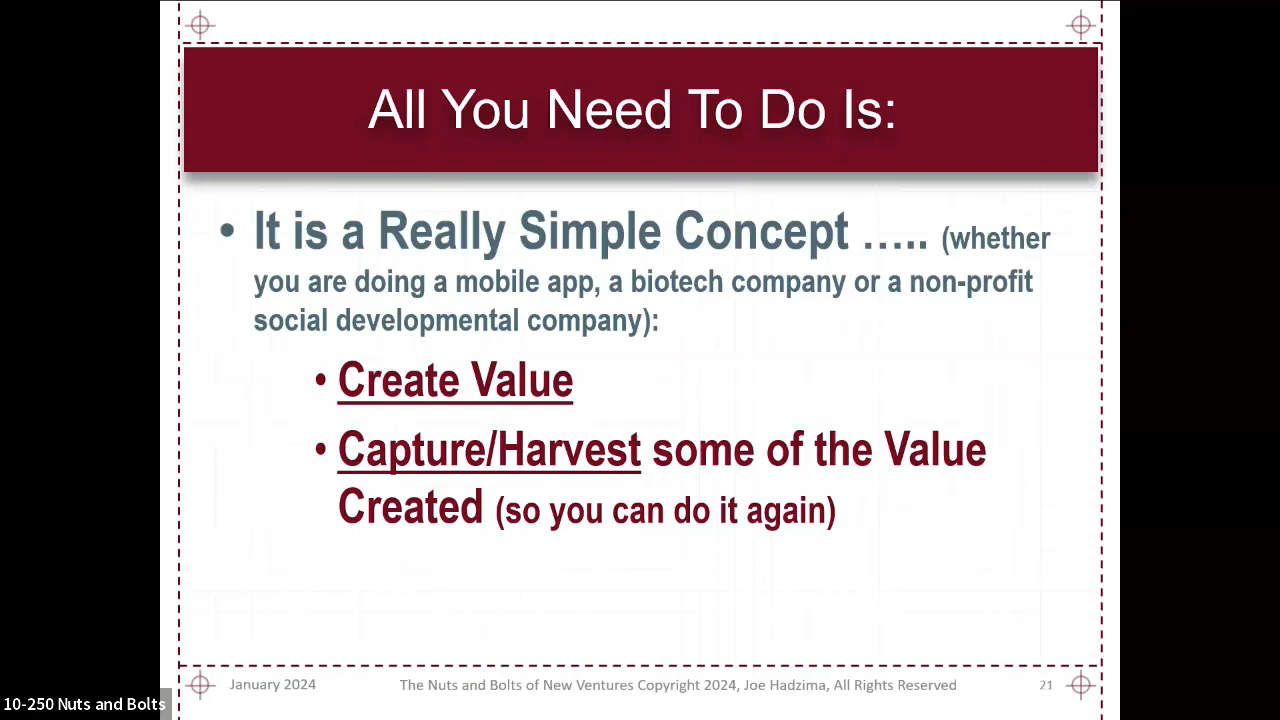 All You Need To Do Is:
• It is a Really Simple Concept ….. (whether
you are doing a mobile app, a biotech company or a non-profit
social developmental company):
• Create Value
• Capture/Harvest some of the Value
Created (so you can do it again)
January 2024 The Nuts and Bolts of New Ventures Copyright 2024, Joe Hadzima, All Rights Reserved 21
10-250 Nuts and Bolts